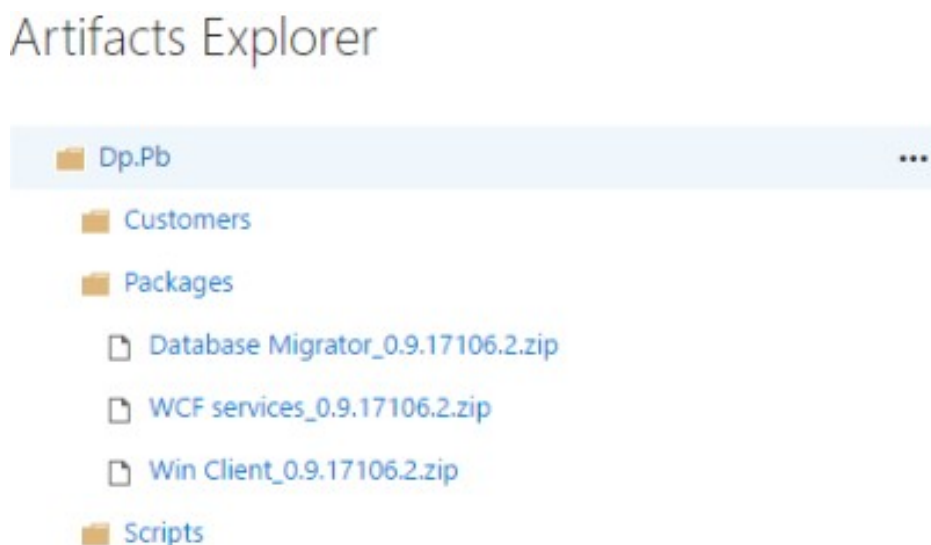 Artifacts Explorer
Dp.Pb
Customers
Packages
Database Migrator_0.9.17106.2.zip
WCF services_0.9.17106.2.zip
Win Client_0.9.17106.2.zip
Scripts